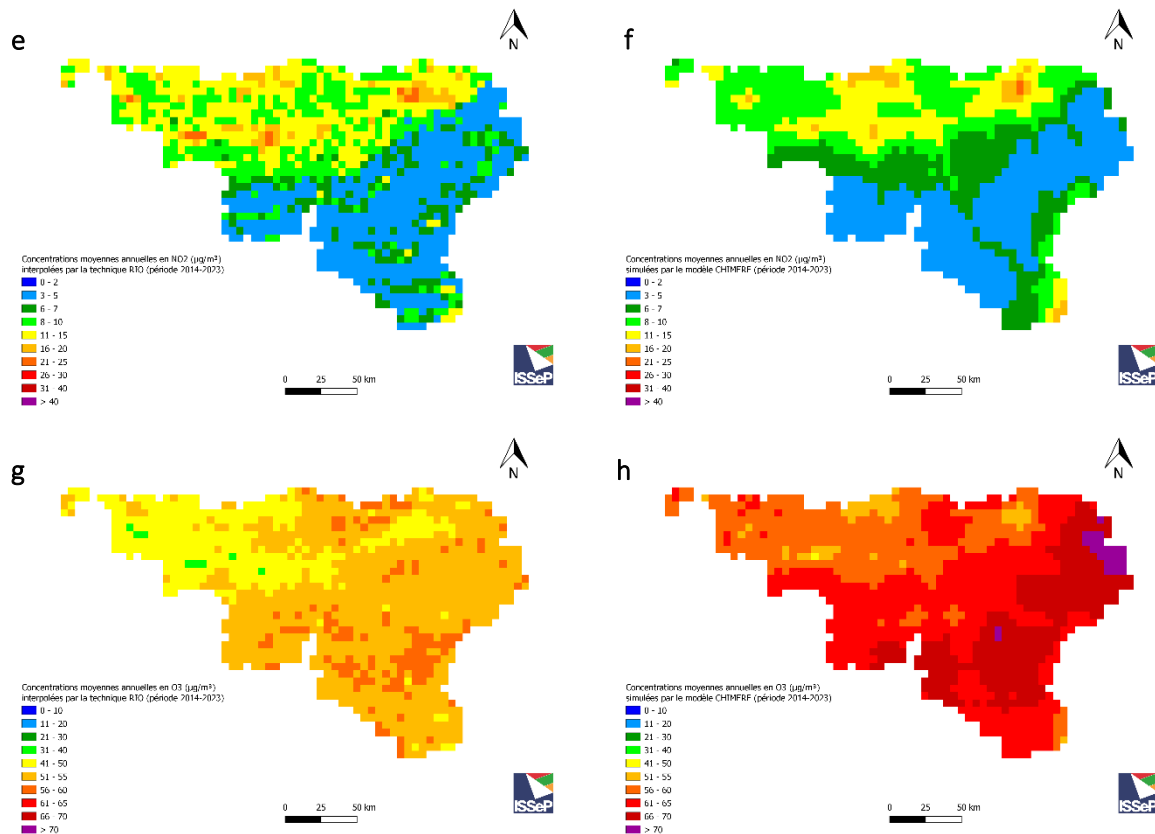 e
N
Concentrations moyennes annuelles en NO2 (µg/m³)
interpolées par la technique RIO (période 2014-2023)
0 - 2
3 - 5
6 - 7
8 - 10
11 - 15
16 - 20
21 - 25
26 - 30
31 - 40
> 40
0 25 50 km
ISSeP
f
N
Concentrations moyennes annuelles en NO2 (µg/m³)
simulées par le modèle CHIMERE (période 2014-2023)
0 - 2
3 - 5
6 - 7
8 - 10
11 - 15
16 - 20
21 - 25
26 - 30
31 - 40
> 40
0 25 50 km
ISSeP
g
N
Concentrations moyennes annuelles en O3 (µg/m³)
interpolées par la technique RIO (période 2014-2023)
0 - 10
11 - 20
21 - 30
31 - 40
41 - 50
51 - 55
56 - 60
61 - 65
66 - 70
> 70
0 25 50 km
ISSeP
h
N
Concentrations moyennes annuelles en O3 (µg/m³)
simulées par le modèle CHIMERE (période 2014-2023)
0 - 10
11 - 20
21 - 30
31 - 40
41 - 50
51 - 55
56 - 60
61 - 65
66 - 70
> 70
0 25 50 km
ISSeP